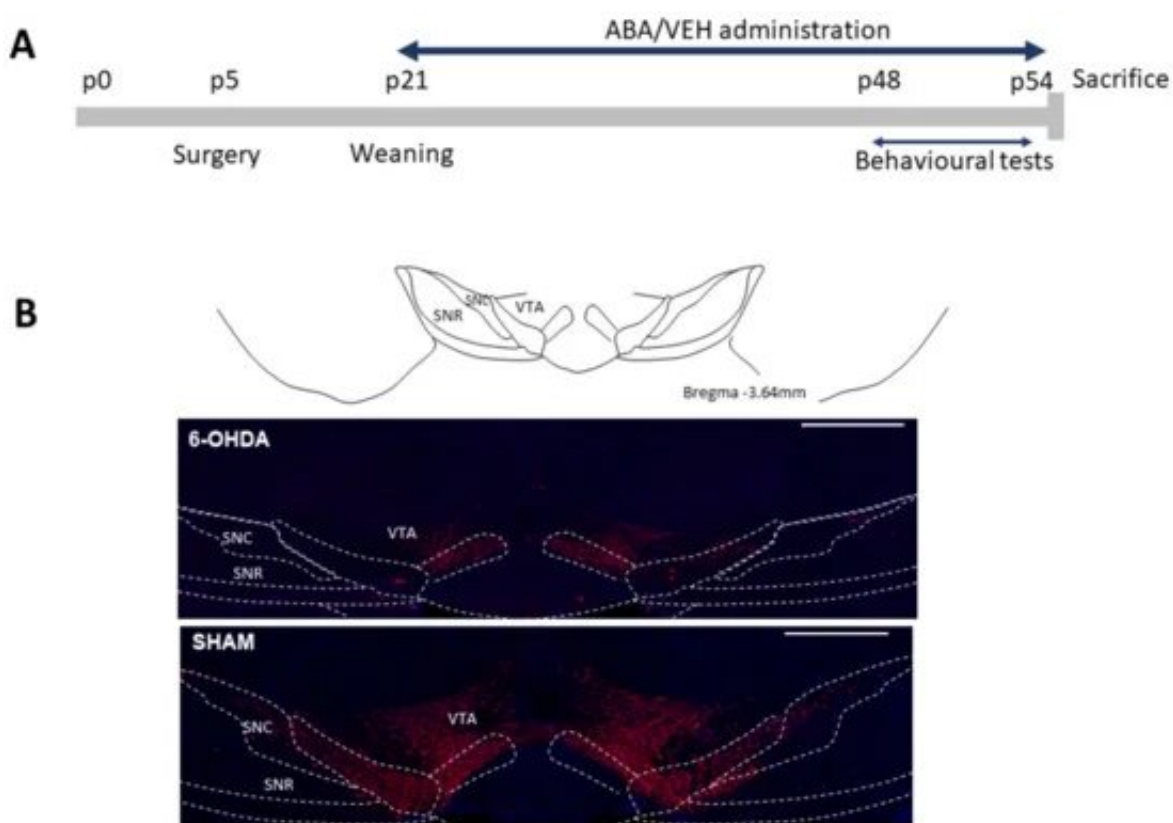 A
ABA/VEH administration
p0 p5 p21 p48 p54 Sacrifice
Surgery Weaning Behavioural tests
B
SNR SNC VTA
Bregma -3.64mm
6-OHDA
SNC VTA
SNR
SHAM
SNC VTA
SNR